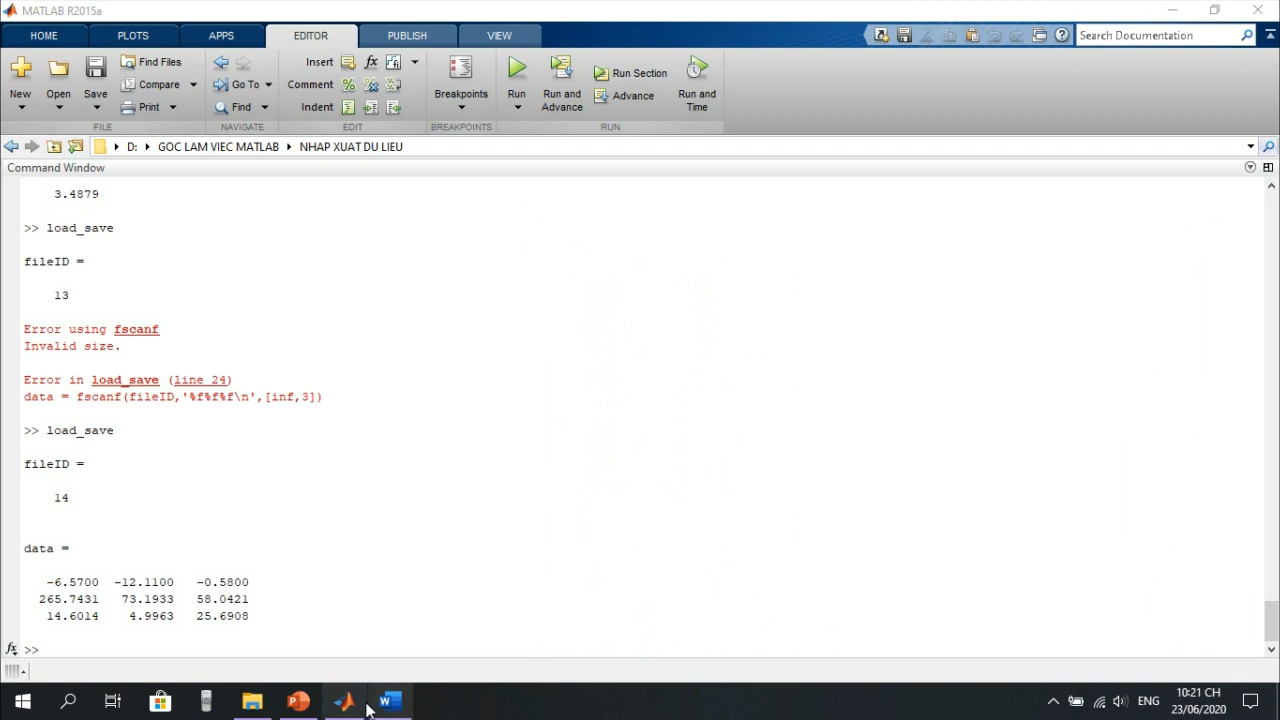 MATLAB R2015a
HOME PLOTS APPS EDITOR PUBLISH VIEW
Search Documentation
New Open Save Find Files Compare Print
FILE
Go To Find
NAVIGATE
Insert fx
Comment
Indent
EDIT
Breakpoints
BREAKPOINTS
Run Run and Advance Run Section Advance Run and Time
RUN
D: GOC LAM VIEC MATLAB NHAP XUAT DU LIEU
Command Window
3.4879
>> load_save
fileID =
13
Error using fscanf
Invalid size.
Error in load_save (line 24)
data = fscanf(fileID,'%f%f%f\n',[inf,3])
>> load_save
fileID =
14
data =
-6.5700 -12.1100 -0.5800
265.7431 73.1933 58.0421
14.6014 4.9963 25.6908
fx >>
ENG
10:21 CH
23/06/2020